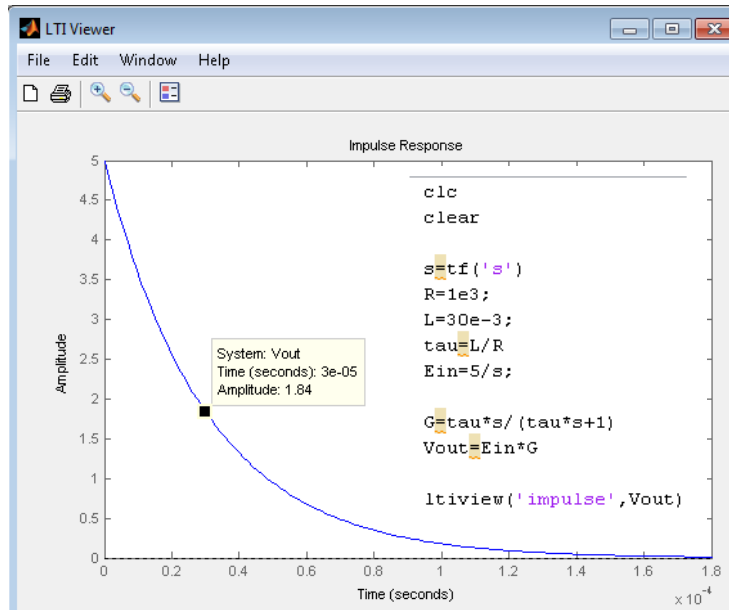 LTI Viewer
File Edit Window Help
Impulse Response
5
4.5
4
3.5
3
2.5
2
1.5
1
0.5
0
Amplitude
System: Vout
Time (seconds): 3e-05
Amplitude: 1.84
clc
clear
s=tf('s')
R=1e3;
L=30e-3;
tau=L/R
Ein=5/s;
G=tau*s/(tau*s+1)
Vout=Ein*G
ltiview('impulse',Vout)
0 0.2 0.4 0.6 0.8 1 1.2 1.4 1.6 1.8
x 10⁻⁴
Time (seconds)